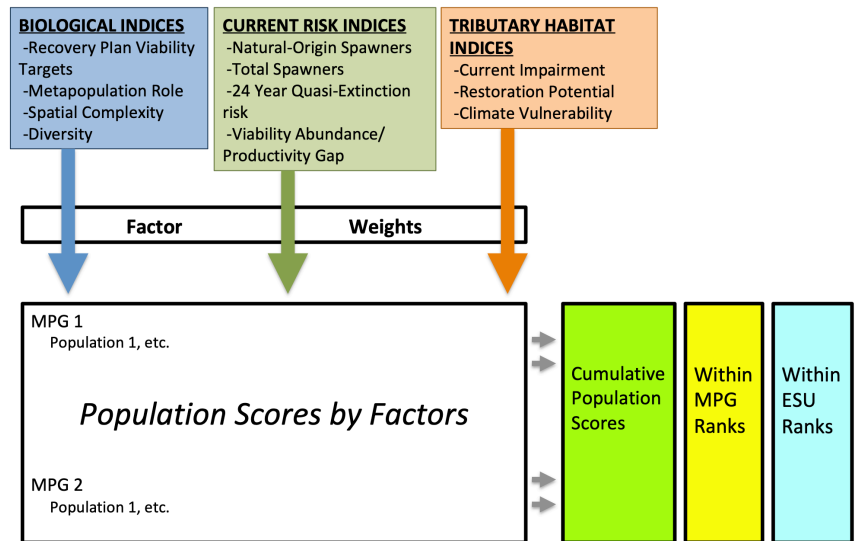 BIOLOGICAL INDICES
-Recovery Plan Viability
Targets
-Metapopulation Role
-Spatial Complexity
-Diversity
CURRENT RISK INDICES
-Natural-Origin Spawners
-Total Spawners
-24 Year Quasi-Extinction
risk
-Viability Abundance/
Productivity Gap
TRIBUTARY HABITAT
INDICES
-Current Impairment
-Restoration Potential
-Climate Vulnerability
Factor Weights
MPG 1
Population 1, etc.
Population Scores by Factors
MPG 2
Population 1, etc.
Cumulative
Population
Scores
Within
MPG
Ranks
Within
ESU
Ranks